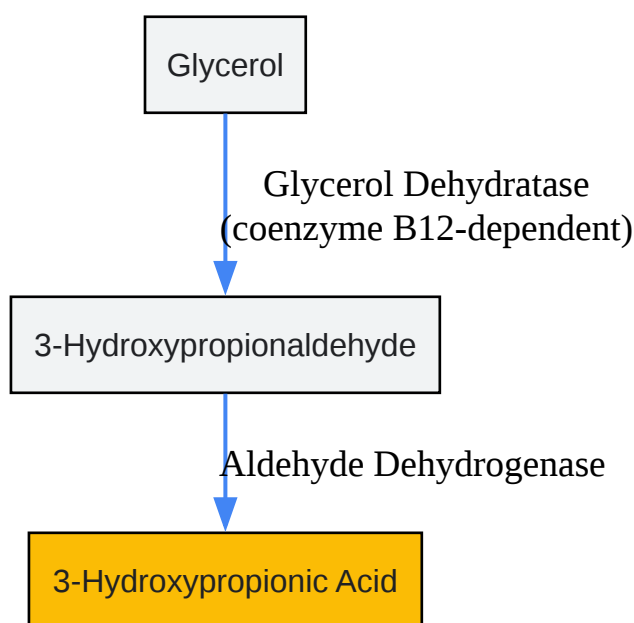 Glycerol
Glycerol Dehydratase
(coenzyme B12-dependent)
3-Hydroxypropionaldehyde
Aldehyde Dehydrogenase
3-Hydroxypropionic Acid